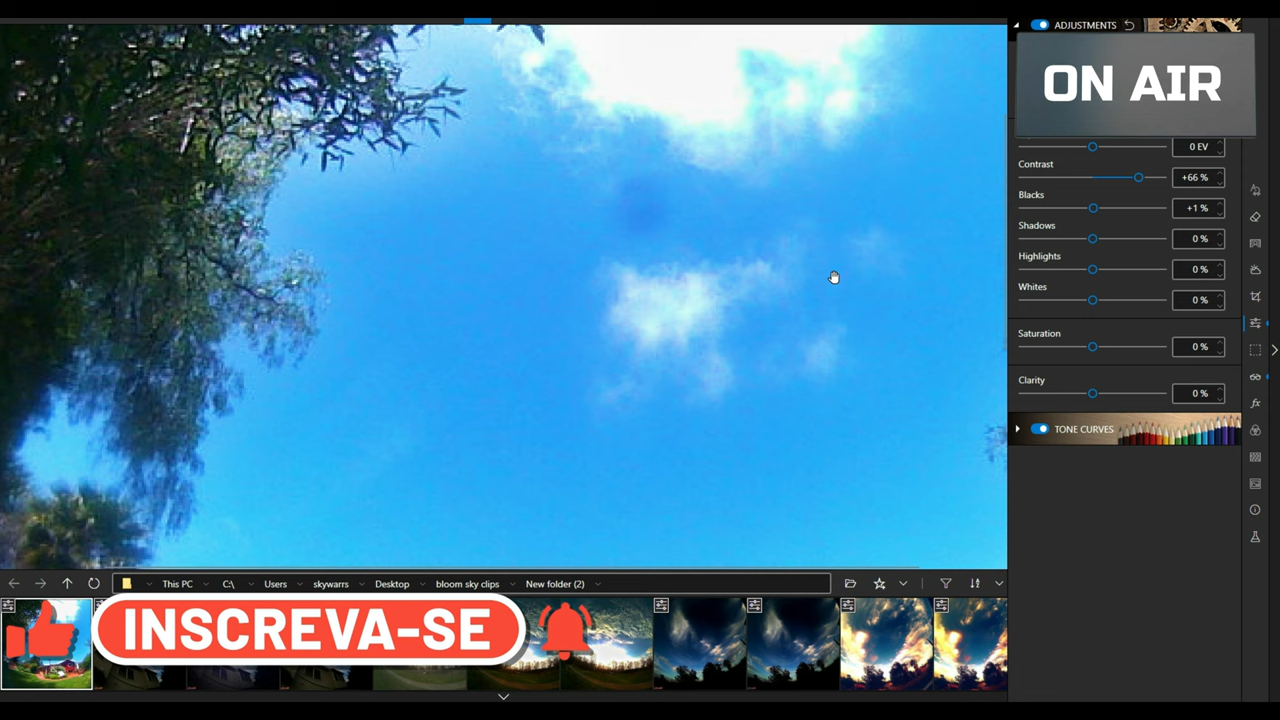 ADJUSTMENTS
ON AIR
0 EV
Contrast
+66 %
Blacks
+1 %
Shadows
0 %
Highlights
0 %
Whites
0 %
Saturation
0 %
Clarity
0 %
TONE CURVES
This PC C:\ Users skywarrs Desktop bloom sky clips New folder (2)
INSCREVA-SE